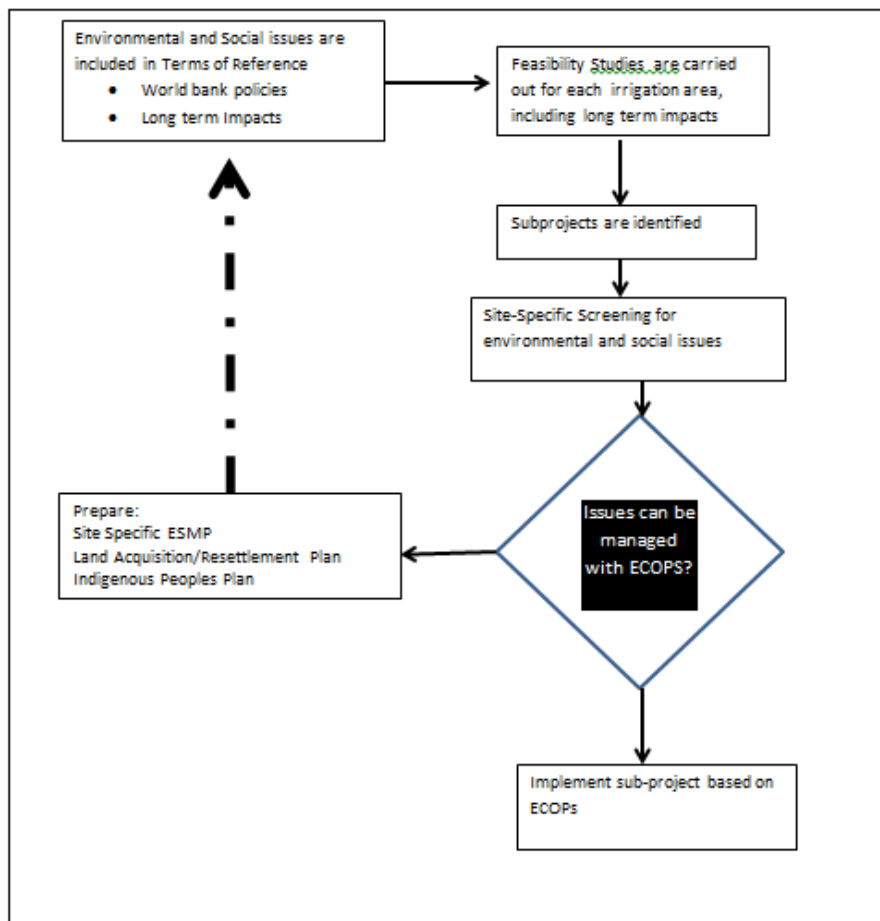 Environmental and Social issues are
included in Terms of Reference
• World bank policies
• Long term Impacts
Feasibility Studies are carried
out for each irrigation area,
including long term impacts
Subprojects are identified
Site-Specific Screening for
environmental and social issues
Issues can be
managed
with ECOPS?
Prepare:
Site Specific ESMP
Land Acquisition/Resettlement Plan
Indigenous Peoples Plan
Implement sub-project based on
ECOPs